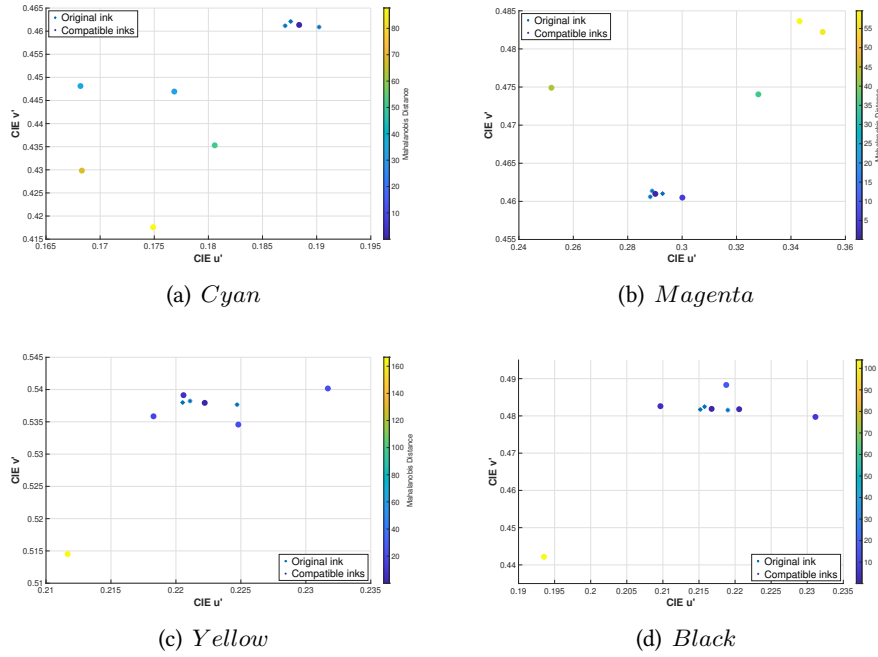 0.465
0.46
0.455
0.45
0.445
0.44
0.435
0.43
0.425
0.42
0.415
CIE v'
0.165 0.17 0.175 0.18 0.185 0.19 0.195
CIE u'
Original ink
Compatible inks
80
70
60
50
40
30
20
10
Mahalanobis Distance
(a) Cyan
0.485
0.48
0.475
0.47
0.465
0.46
0.455
CIE v'
0.24 0.26 0.28 0.3 0.32 0.34 0.36
CIE u'
Original ink
Compatible inks
55
50
45
40
35
30
25
20
15
10
5
Mahalanobis Distance
(b) Magenta
0.545
0.54
0.535
0.53
0.525
0.52
0.515
0.51
CIE v'
0.21 0.215 0.22 0.225 0.23 0.235
CIE u'
Original ink
Compatible inks
160
140
120
100
80
60
40
20
Mahalanobis Distance
(c) Yellow
0.49
0.48
0.47
0.46
0.45
0.44
CIE v'
0.19 0.195 0.2 0.205 0.21 0.215 0.22 0.225 0.23 0.235
CIE u'
Original ink
Compatible inks
100
90
80
70
60
50
40
30
20
10
(d) Black